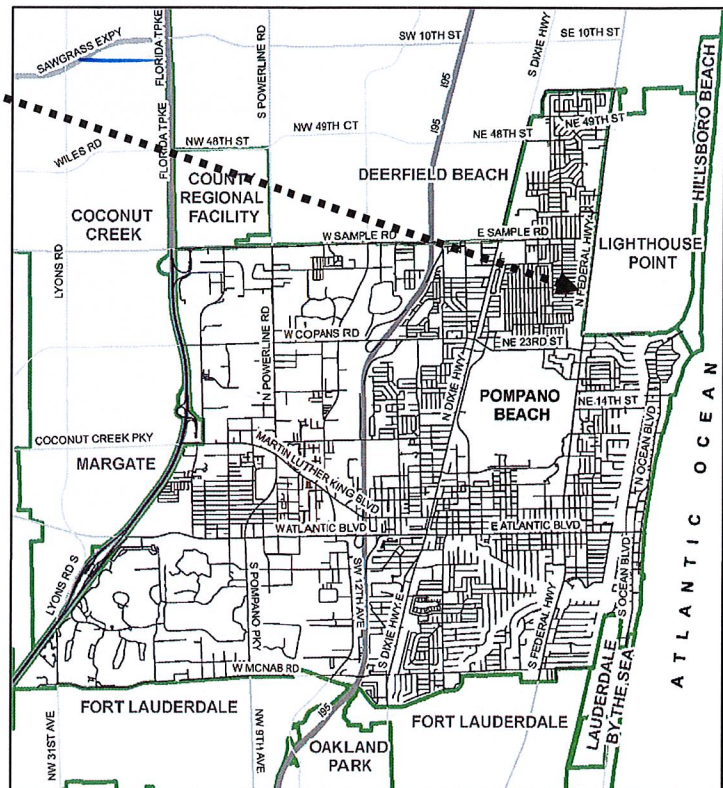 SW 10TH ST
SE 10TH ST
SAWGRASS EXPY
FLORIDA TPKE
S POWERLINE RD
I95
S DIXIE HWY
HILLSBORO BEACH
NW 49TH CT
NE 48TH ST
NE 49TH ST
WILES RD
FLORIDA TPKE
NW 48TH ST
I95
DEERFIELD BEACH
COUNT
REGIONAL
FACILITY
COCONUT
CREEK
W SAMPLE RD
E SAMPLE RD
N FEDERAL HWY
LIGHTHOUSE
POINT
LYONS RD
N POWERLINE RD
W COPANS RD
NE 23RD ST
N DIXIE HWY
POMPANO
BEACH
NE 14TH ST
N OCEAN BLVD
COCONUT CREEK PKY
MARGATE
MARTIN LUTHER KING BLVD
W ATLANTIC BLVD
E ATLANTIC BLVD
ATLANTIC OCEAN
LYONS RD S
S POMPANO PKY
SW 12TH AVE
S DIXIE HWY E
S FEDERAL HWY
S OCEAN BLVD
W MCNAB RD
LAUDERDALE
BY THE SEA
FORT LAUDERDALE
FORT LAUDERDALE
I95
OAKLAND
PARK
NW 31ST AVE
NW 9TH AVE